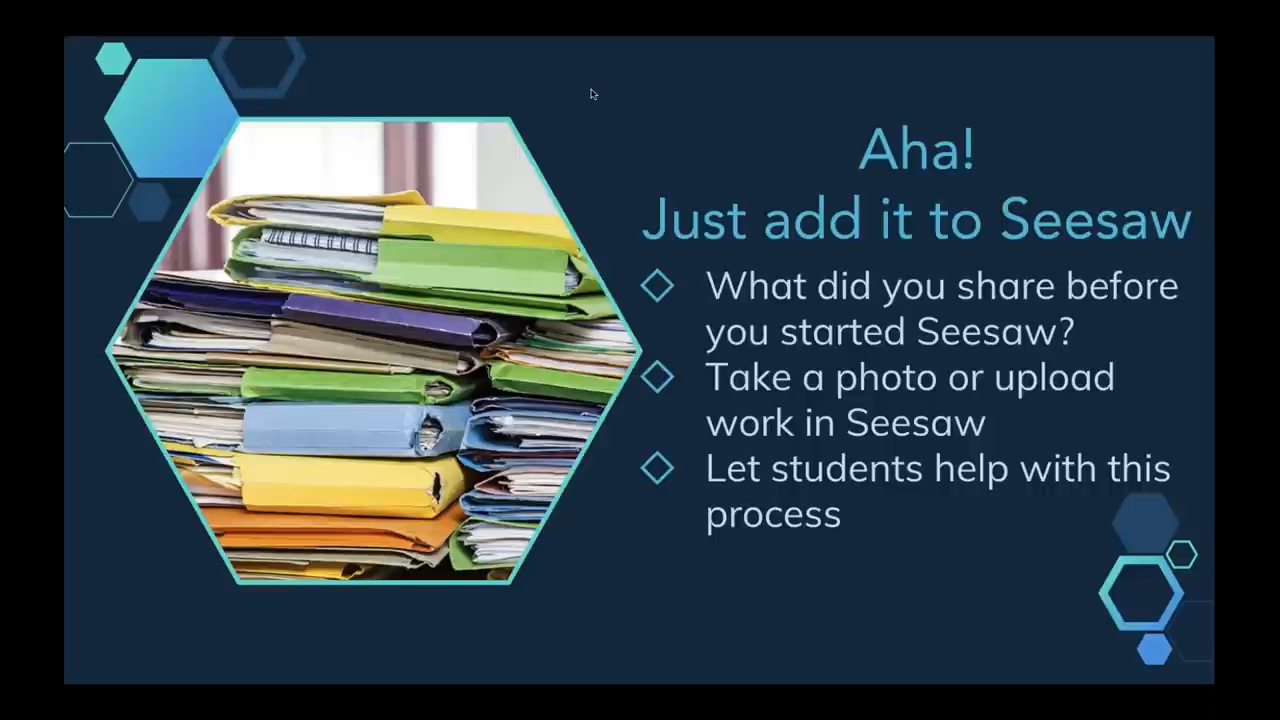 Aha!
Just add it to Seesaw
What did you share before
you started Seesaw?
Take a photo or upload
work in Seesaw
Let students help with this
process